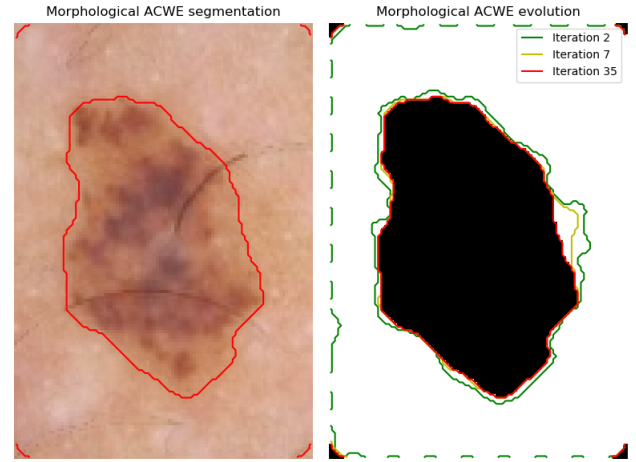 Morphological ACWE segmentation
Morphological ACWE evolution
Iteration 2
Iteration 7
Iteration 35